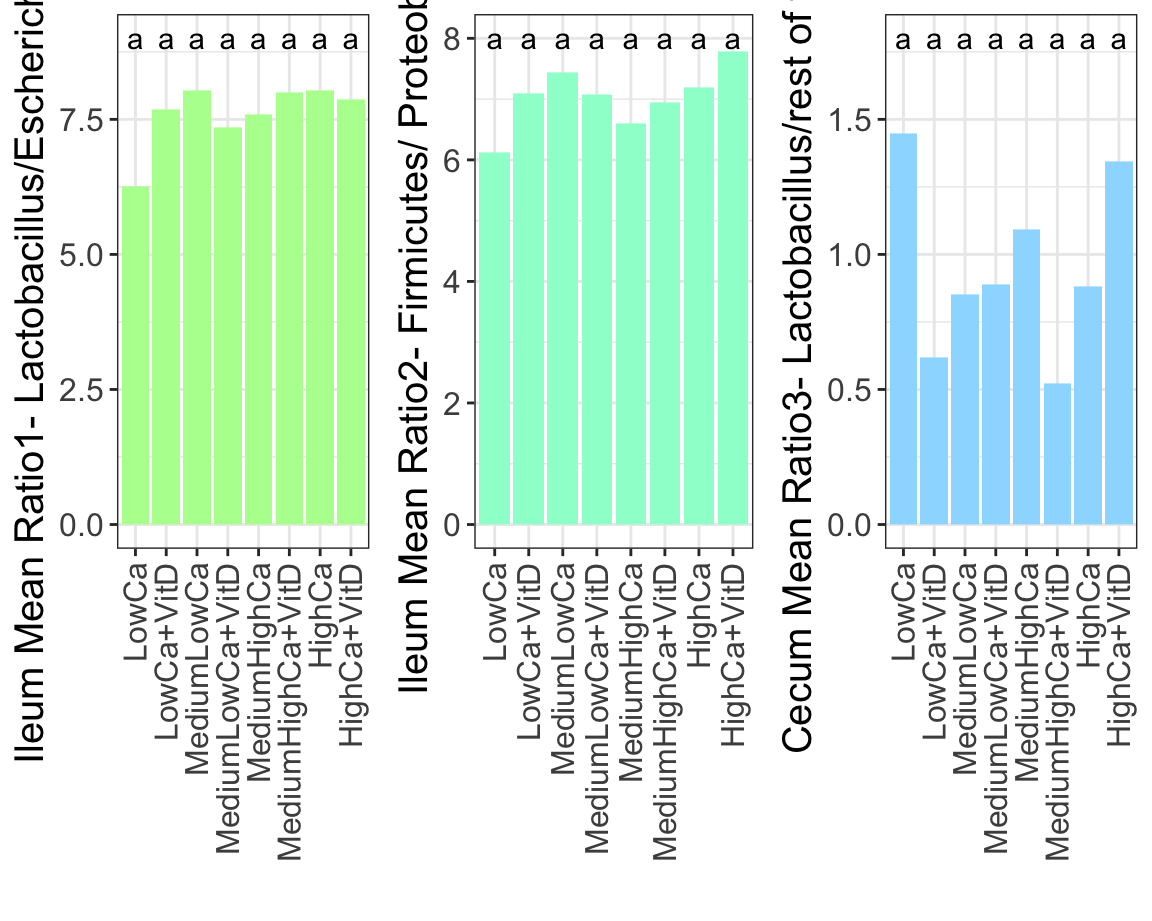 Ileum Mean Ratio1- Lactobacillus/Escherich
a a a a a a a a
7.5
5.0
2.5
0.0
LowCa
LowCa+VitD
MediumLowCa
MediumLowCa+VitD
MediumHighCa
MediumHighCa+VitD
HighCa
HighCa+VitD
Ileum Mean Ratio2- Firmicutes/ Proteob
a a a a a a a a
8
6
4
2
0
LowCa
LowCa+VitD
MediumLowCa
MediumLowCa+VitD
MediumHighCa
MediumHighCa+VitD
HighCa
HighCa+VitD
Cecum Mean Ratio3- Lactobacillus/rest of
a a a a a a a a
1.5
1.0
0.5
0.0
LowCa
LowCa+VitD
MediumLowCa
MediumLowCa+VitD
MediumHighCa
MediumHighCa+VitD
HighCa
HighCa+VitD